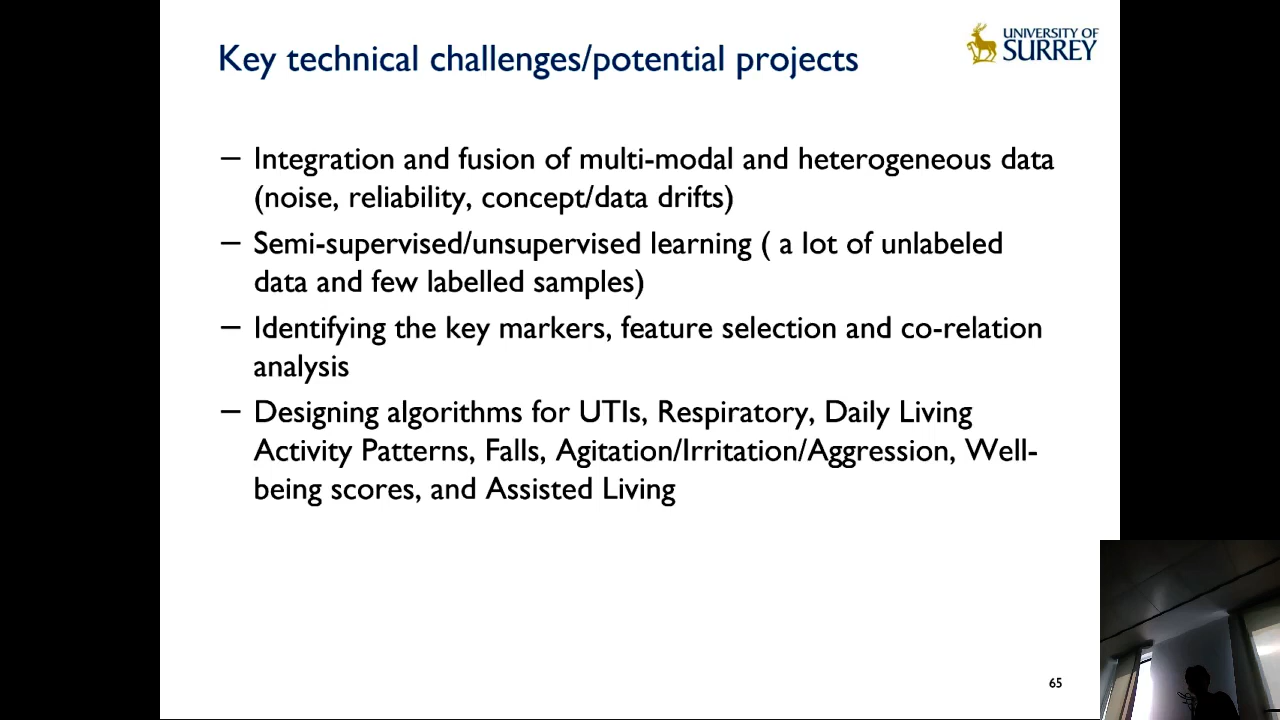 Key technical challenges/potential projects
UNIVERSITY OF
SURREY
– Integration and fusion of multi-modal and heterogeneous data
(noise, reliability, concept/data drifts)
– Semi-supervised/unsupervised learning ( a lot of unlabeled
data and few labelled samples)
– Identifying the key markers, feature selection and co-relation
analysis
– Designing algorithms for UTIs, Respiratory, Daily Living
Activity Patterns, Falls, Agitation/Irritation/Aggression, Well-
being scores, and Assisted Living
65